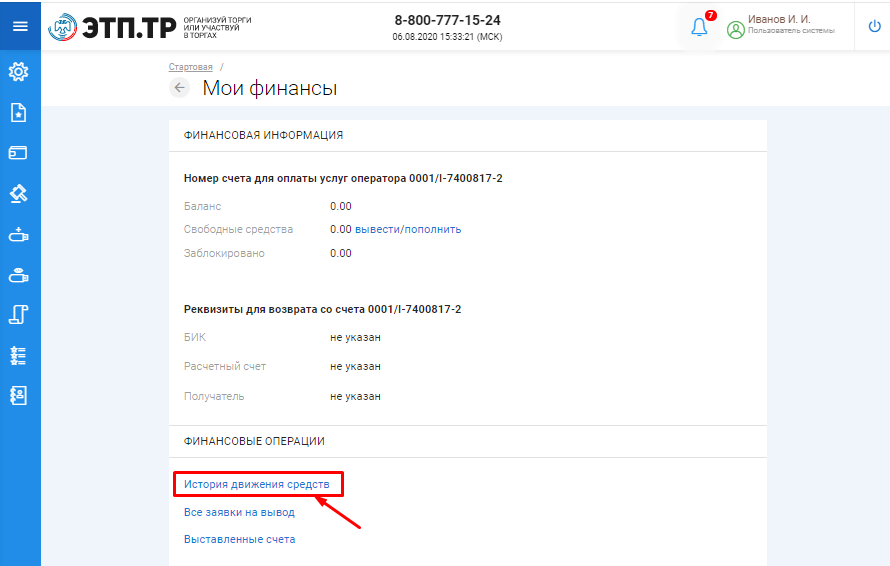 ЭТП.ТР
ОРГАНИЗУЙ ТОРГИ
ИЛИ УЧАСТВУЙ
В ТОРГАХ
8-800-777-15-24
06.08.2020 15:33:21 (МСК)
7
Иванов И. И.
Пользователь системы
Стартовая /
Мои финансы
ФИНАНСОВАЯ ИНФОРМАЦИЯ
Номер счета для оплаты услуг оператора 0001/I-7400817-2
Баланс 0.00
Свободные средства 0.00 вывести/пополнить
Заблокировано 0.00
Реквизиты для возврата со счета 0001/I-7400817-2
БИК не указан
Расчетный счет не указан
Получатель не указан
ФИНАНСОВЫЕ ОПЕРАЦИИ
История движения средств
Все заявки на вывод
Выставленные счета